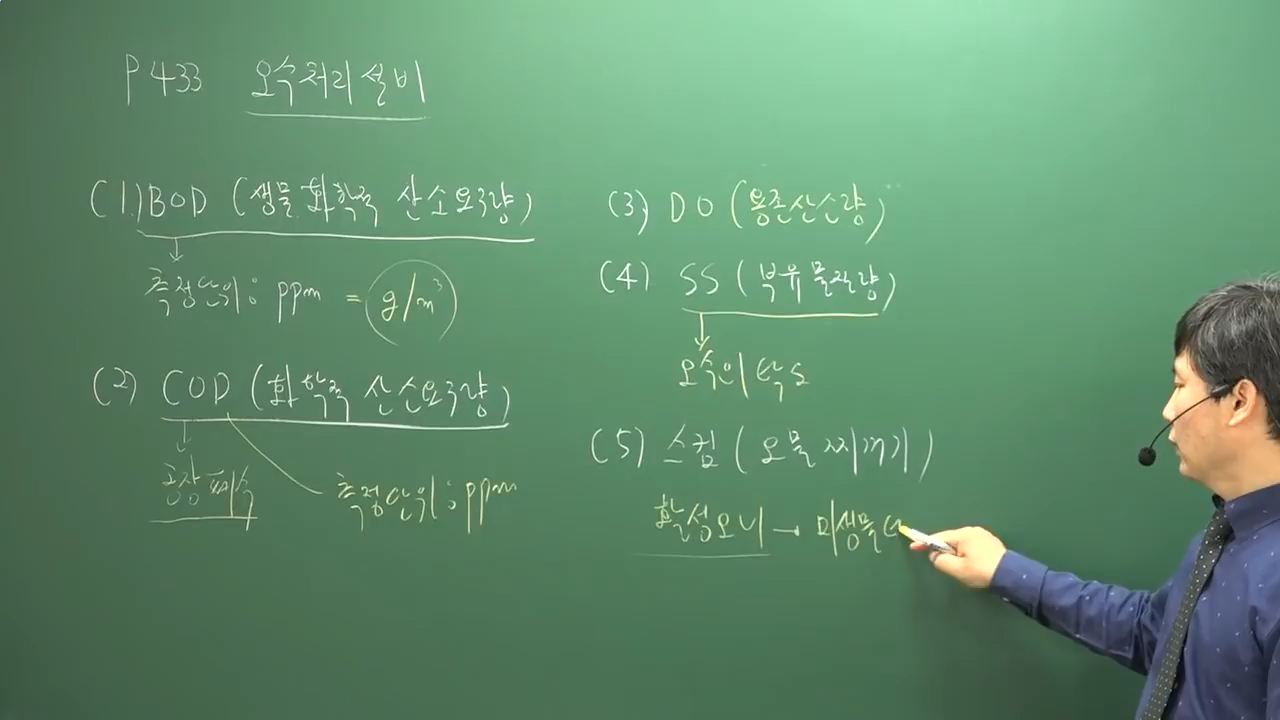 P433 오수처리설비
(1) BOD (생물화학적 산소요구량)
↓
측정단위: ppm = g/m³
(2) COD (화학적 산소요구량)
↓
공장폐수
측정단위: ppm
(3) DO (용존산소량)
(4) SS (부유물질량)
↓
오수의 탁도
(5) 스컴 (오물 찌꺼기)
활성오니 → 미생물